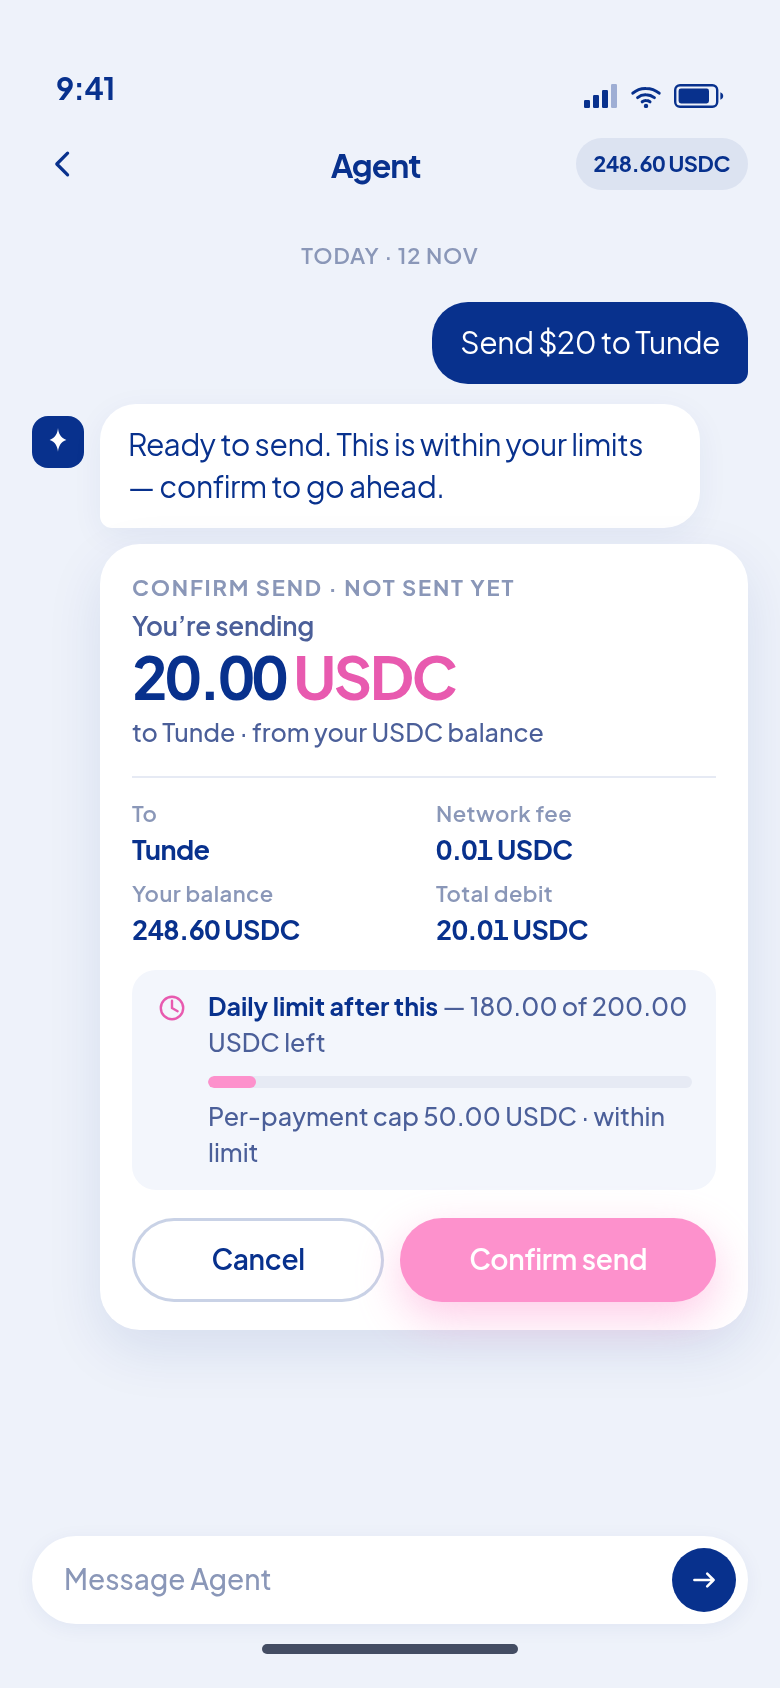 9:41
Agent
248.60 USDC
TODAY · 12 NOV
Send $20 to Tunde
Ready to send. This is within your limits
— confirm to go ahead.
CONFIRM SEND · NOT SENT YET
You’re sending
20.00 USDC
to Tunde · from your USDC balance
To
Tunde
Network fee
0.01 USDC
Your balance
248.60 USDC
Total debit
20.01 USDC
Daily limit after this — 180.00 of 200.00
USDC left
Per-payment cap 50.00 USDC · within
limit
Cancel
Confirm send
Message Agent